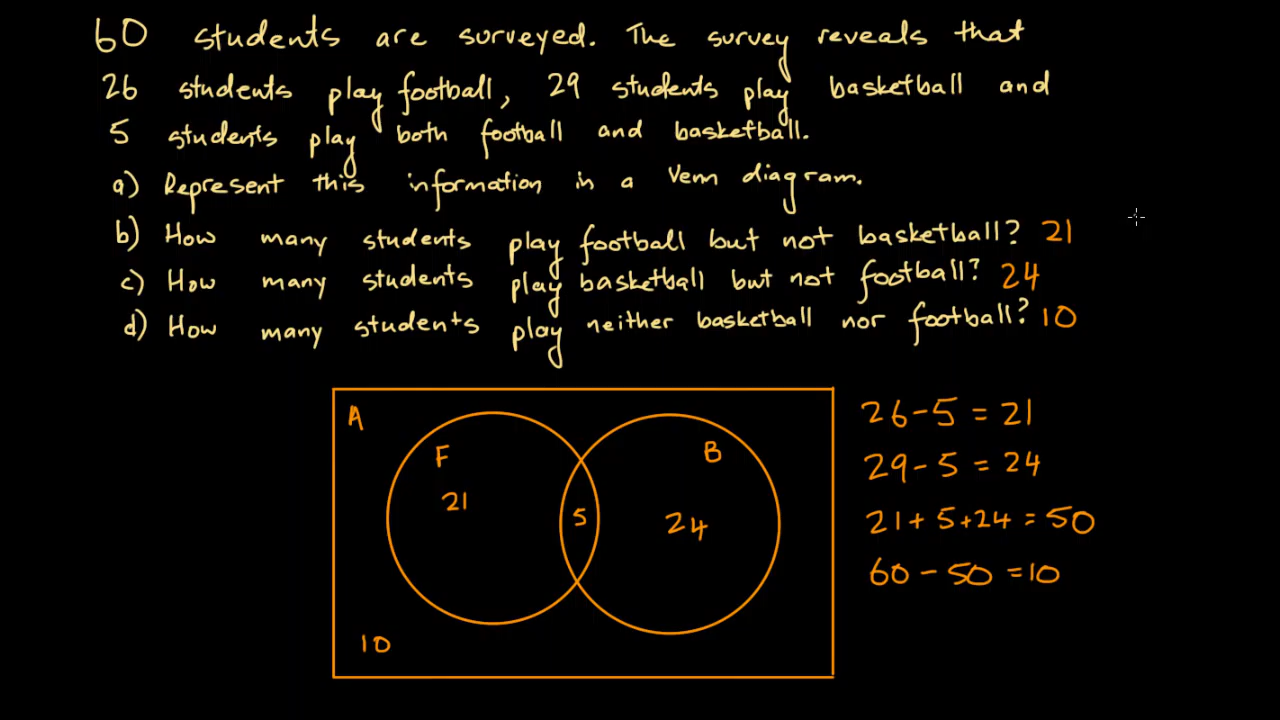 60 students are surveyed. The survey reveals that
26 students play football, 29 students play basketball and
5 students play both football and basketball.
a) Represent this information in a Venn diagram.
b) How many students play football but not basketball? 21
c) How many students play basketball but not football? 24
d) How many students play neither basketball nor football? 10
A
F
B
21
5
24
10
26-5 = 21
29-5 = 24
21+5+24 = 50
60-50 = 10